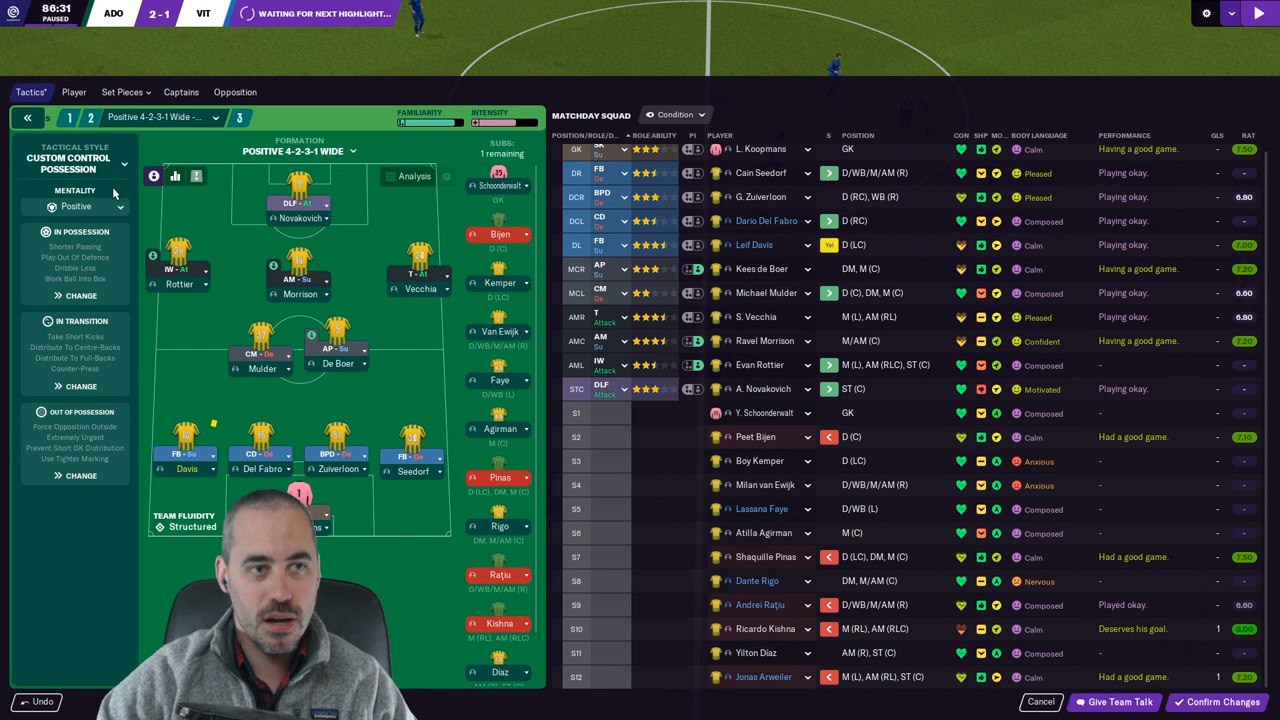 86:31
PAUSED
ADO
2 - 1
VIT
WAITING FOR NEXT HIGHLIGHT...
Tactics*
Player
Set Pieces
Captains
Opposition
1
2
Positive 4-2-3-1 Wide -...
3
FAMILIARITY
INTENSITY
TACTICAL STYLE
CUSTOM CONTROL
POSSESSION
MENTALITY
Positive
IN POSSESSION
Shorter Passing
Play Out Of Defence
Dribble Less
Work Ball Into Box
CHANGE
IN TRANSITION
Take Short Kicks
Distribute To Centre-Backs
Distribute To Full-Backs
Counter-Press
CHANGE
OUT OF POSSESSION
Force Opposition Outside
Extremely Urgent
Prevent Short GK Distribution
Use Tighter Marking
CHANGE
Undo
FORMATION
POSITIVE 4-2-3-1 WIDE
Analysis
DLF - At
Novakovich
IW - At
Rottier
AM - Su
Morrison
T - At
Vecchia
CM - De
Mulder
AP - Su
De Boer
FB - Su
Davis
CD - De
Del Fabro
BPD - De
Zuiverloon
FB - De
Seedorf
TEAM FLUIDITY
Structured
SUBS:
1 remaining
35
Schoonderwalt
GK
Bijen
D (C)
Kemper
D (LC)
Van Ewijk
D/WB/M/AM (R)
Faye
D/WB (L)
Agirman
M (C)
Pinas
D (LC), DM, M (C)
Rigo
DM, M/AM (C)
Rațiu
D/WB/M/AM (R)
Kishna
M (RL), AM (RLC)
Díaz
MATCHDAY SQUAD
Condition
POSITION/ROLE/D... ROLE ABILITY PI PLAYER S POSITION CON SHP MO... BODY LANGUAGE PERFORMANCE GLS RAT
GK SK Su L. Koopmans GK Calm Having a good game. - 7.50
DR FB De Cain Seedorf D/WB/M/AM (R) Pleased Playing okay. - -
DCR BPD De G. Zuiverloon D (RC), WB (R) Pleased Playing okay. - 6.80
DCL CD De Dario Del Fabro D (RC) Composed Playing okay. - -
DL FB Su Leif Davis Yel D (LC) Calm Having a good game. - 7.00
MCR AP Su Kees de Boer DM, M (C) Calm Having a good game. - 7.20
MCL CM De Michael Mulder D (C), DM, M (C) Composed Playing okay. - 6.60
AMR T Attack S. Vecchia M (L), AM (RL) Pleased Playing okay. - 6.80
AMC AM Su Ravel Morrison M/AM (C) Confident Having a good game. - 7.20
AML IW Attack Evan Rottier M (L), AM (RLC), ST (C) Composed Playing okay. - -
STC DLF Attack A. Novakovich ST (C) Motivated Playing okay. - -
S1 Y. Schoonderwalt GK Composed - - -
S2 Peet Bijen D (C) Calm Had a good game. - 7.10
S3 Boy Kemper D (LC) Anxious - - -
S4 Milan van Ewijk D/WB/M/AM (R) Anxious - - -
S5 Lassana Faye D/WB (L) Composed - - -
S6 Atilla Agirman M (C) Composed - - -
S7 Shaquille Pinas D (LC), DM, M (C) Calm Had a good game. - 7.50
S8 Dante Rigo DM, M/AM (C) Nervous - - -
S9 Andrei Rațiu D/WB/M/AM (R) Composed Played okay. - 6.60
S10 Ricardo Kishna M (RL), AM (RLC) Calm Deserves his goal. 1 8.00
S11 Yilton Díaz AM (R), ST (C) Composed - - -
S12 Jonas Arweiler M (L), AM (RL), ST (C) Calm Had a good game. 1 7.20
Cancel
Give Team Talk
Confirm Changes